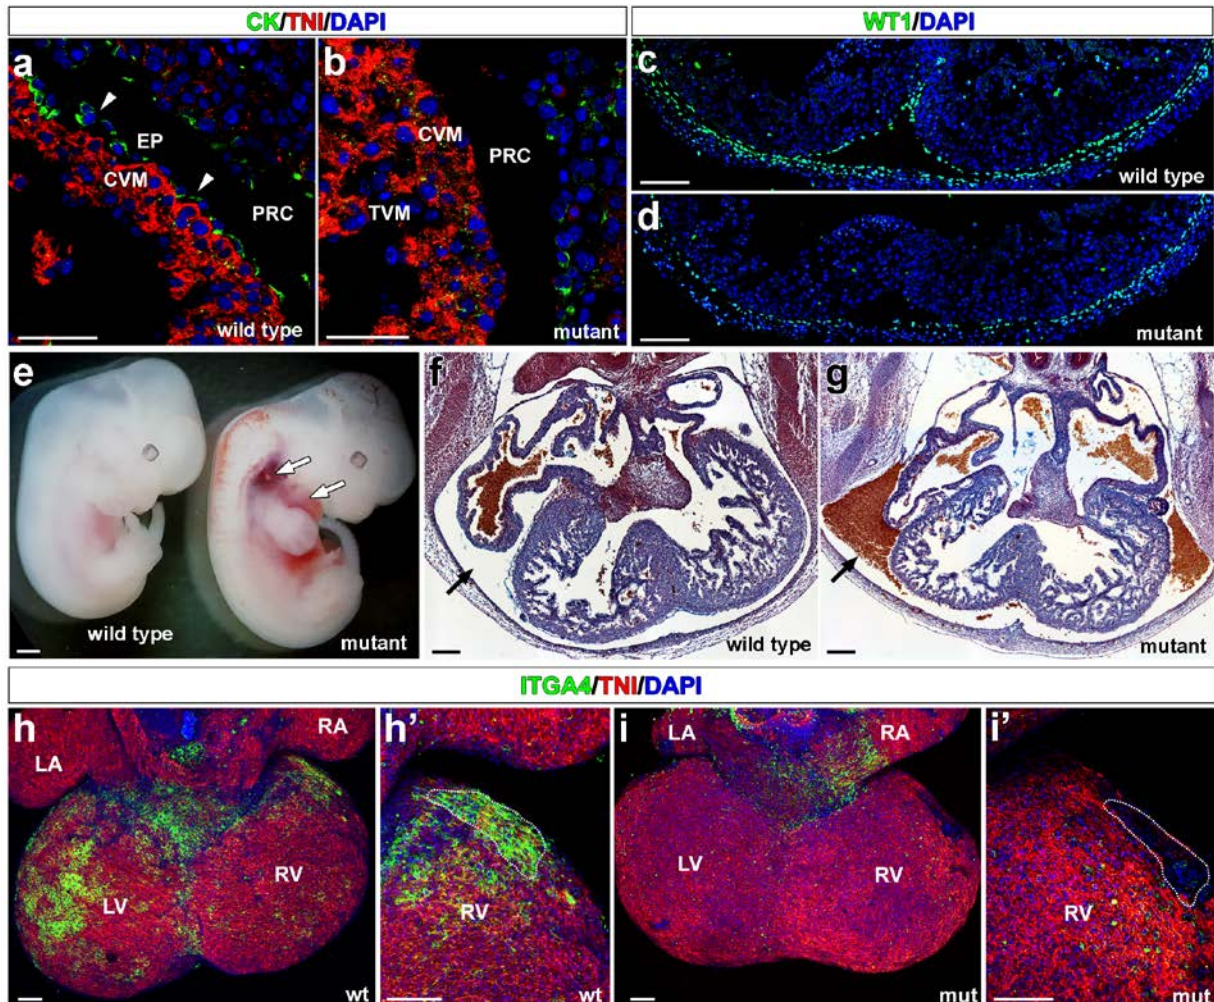 CK/TNI/DAPI
WT1/DAPI
a
EP
CVM
PRC
wild type
b
CVM
PRC
TVM
mutant
c
wild type
d
mutant
e
wild type
mutant
f
wild type
g
mutant
ITGA4/TNI/DAPI
h
RA
LA
LV
RV
wt
h'
RV
wt
i
LA
RA
LV
RV
mut
i'
RV
mut